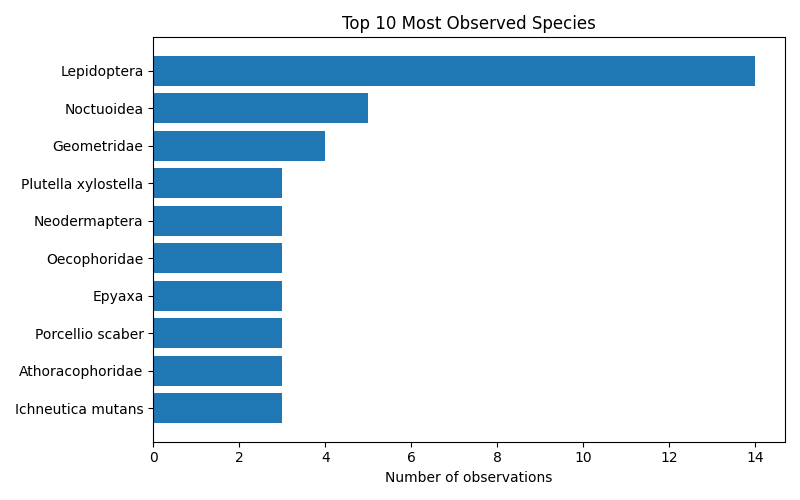 Top 10 Most Observed Species
Lepidoptera
Noctuoidea
Geometridae
Plutella xylostella
Neodermaptera
Oecophoridae
Epyaxa
Porcellio scaber
Athoracophoridae
Ichneutica mutans
0 2 4 6 8 10 12 14
Number of observations